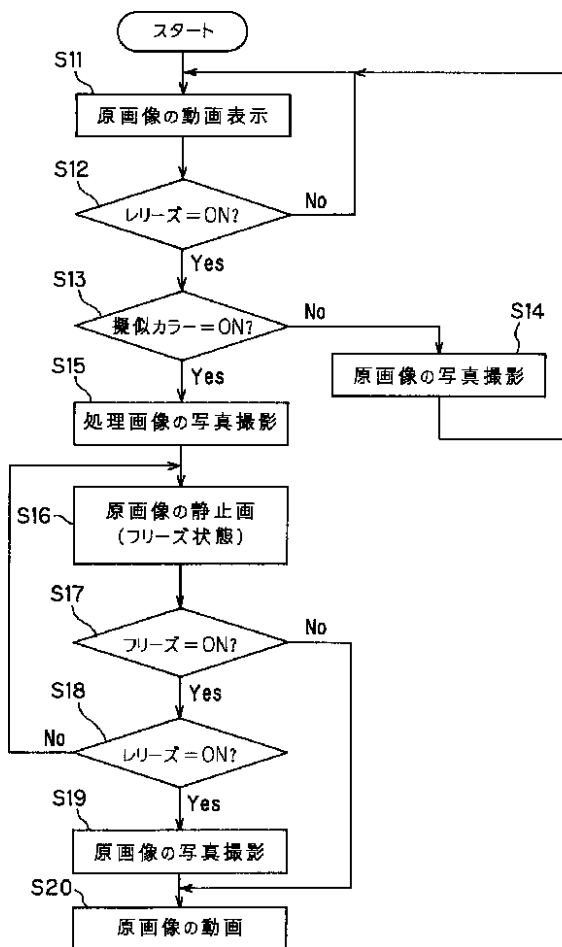 スタート
S11
原画像の動画表示
S12
レリーズ=ON?
No
Yes
S13
擬似カラー=ON?
No
S14
原画像の写真撮影
Yes
S15
処理画像の写真撮影
S16
原画像の静止画
(フリーズ状態)
S17
フリーズ=ON?
No
Yes
S18
No
レリーズ=ON?
Yes
S19
原画像の写真撮影
S20
原画像の動画